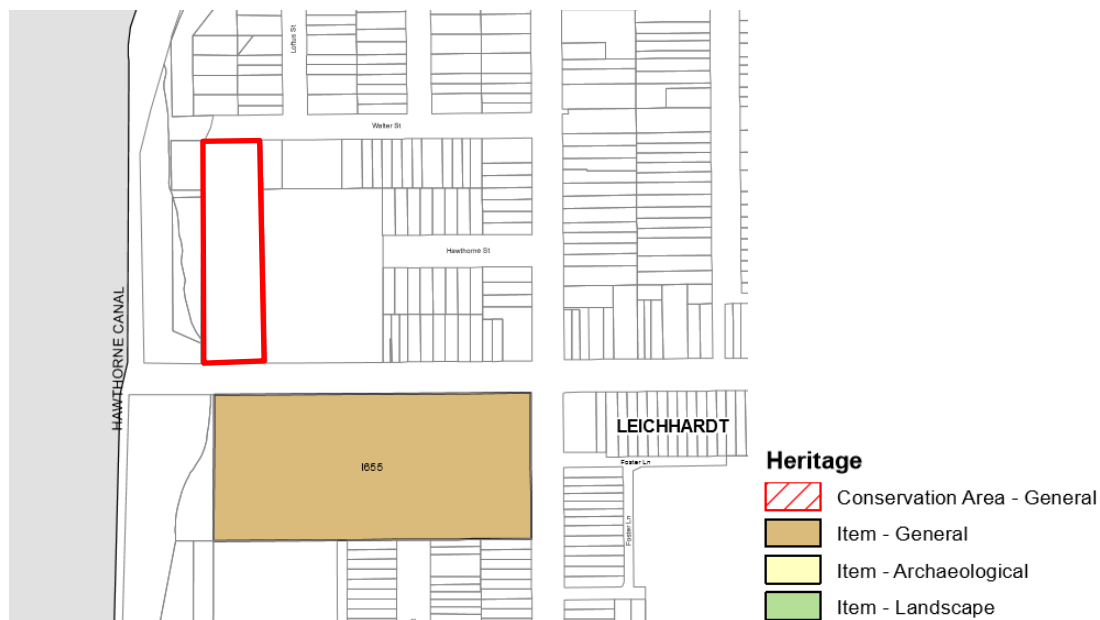 Loftus St
Walter St
Hawthorne St
HAWTHORNE CANAL
I655
LEICHHARDT
Foster Ln
Foster Ln
Heritage
Conservation Area - General
Item - General
Item - Archaeological
Item - Landscape